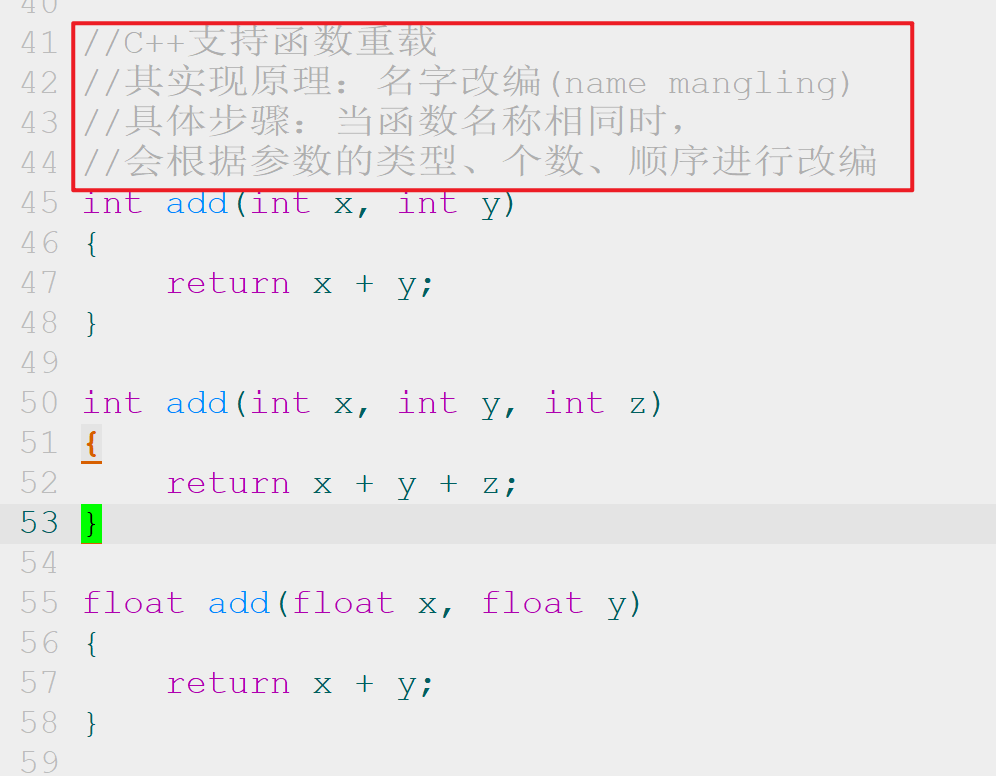 40
41 //C++支持函数重载
42 //其实现原理：名字改编(name mangling)
43 //具体步骤：当函数名称相同时，
44 //会根据参数的类型、个数、顺序进行改编
45 int add(int x, int y)
46 {
47     return x + y;
48 }
49
50 int add(int x, int y, int z)
51 {
52     return x + y + z;
53 }
54
55 float add(float x, float y)
56 {
57     return x + y;
58 }
59